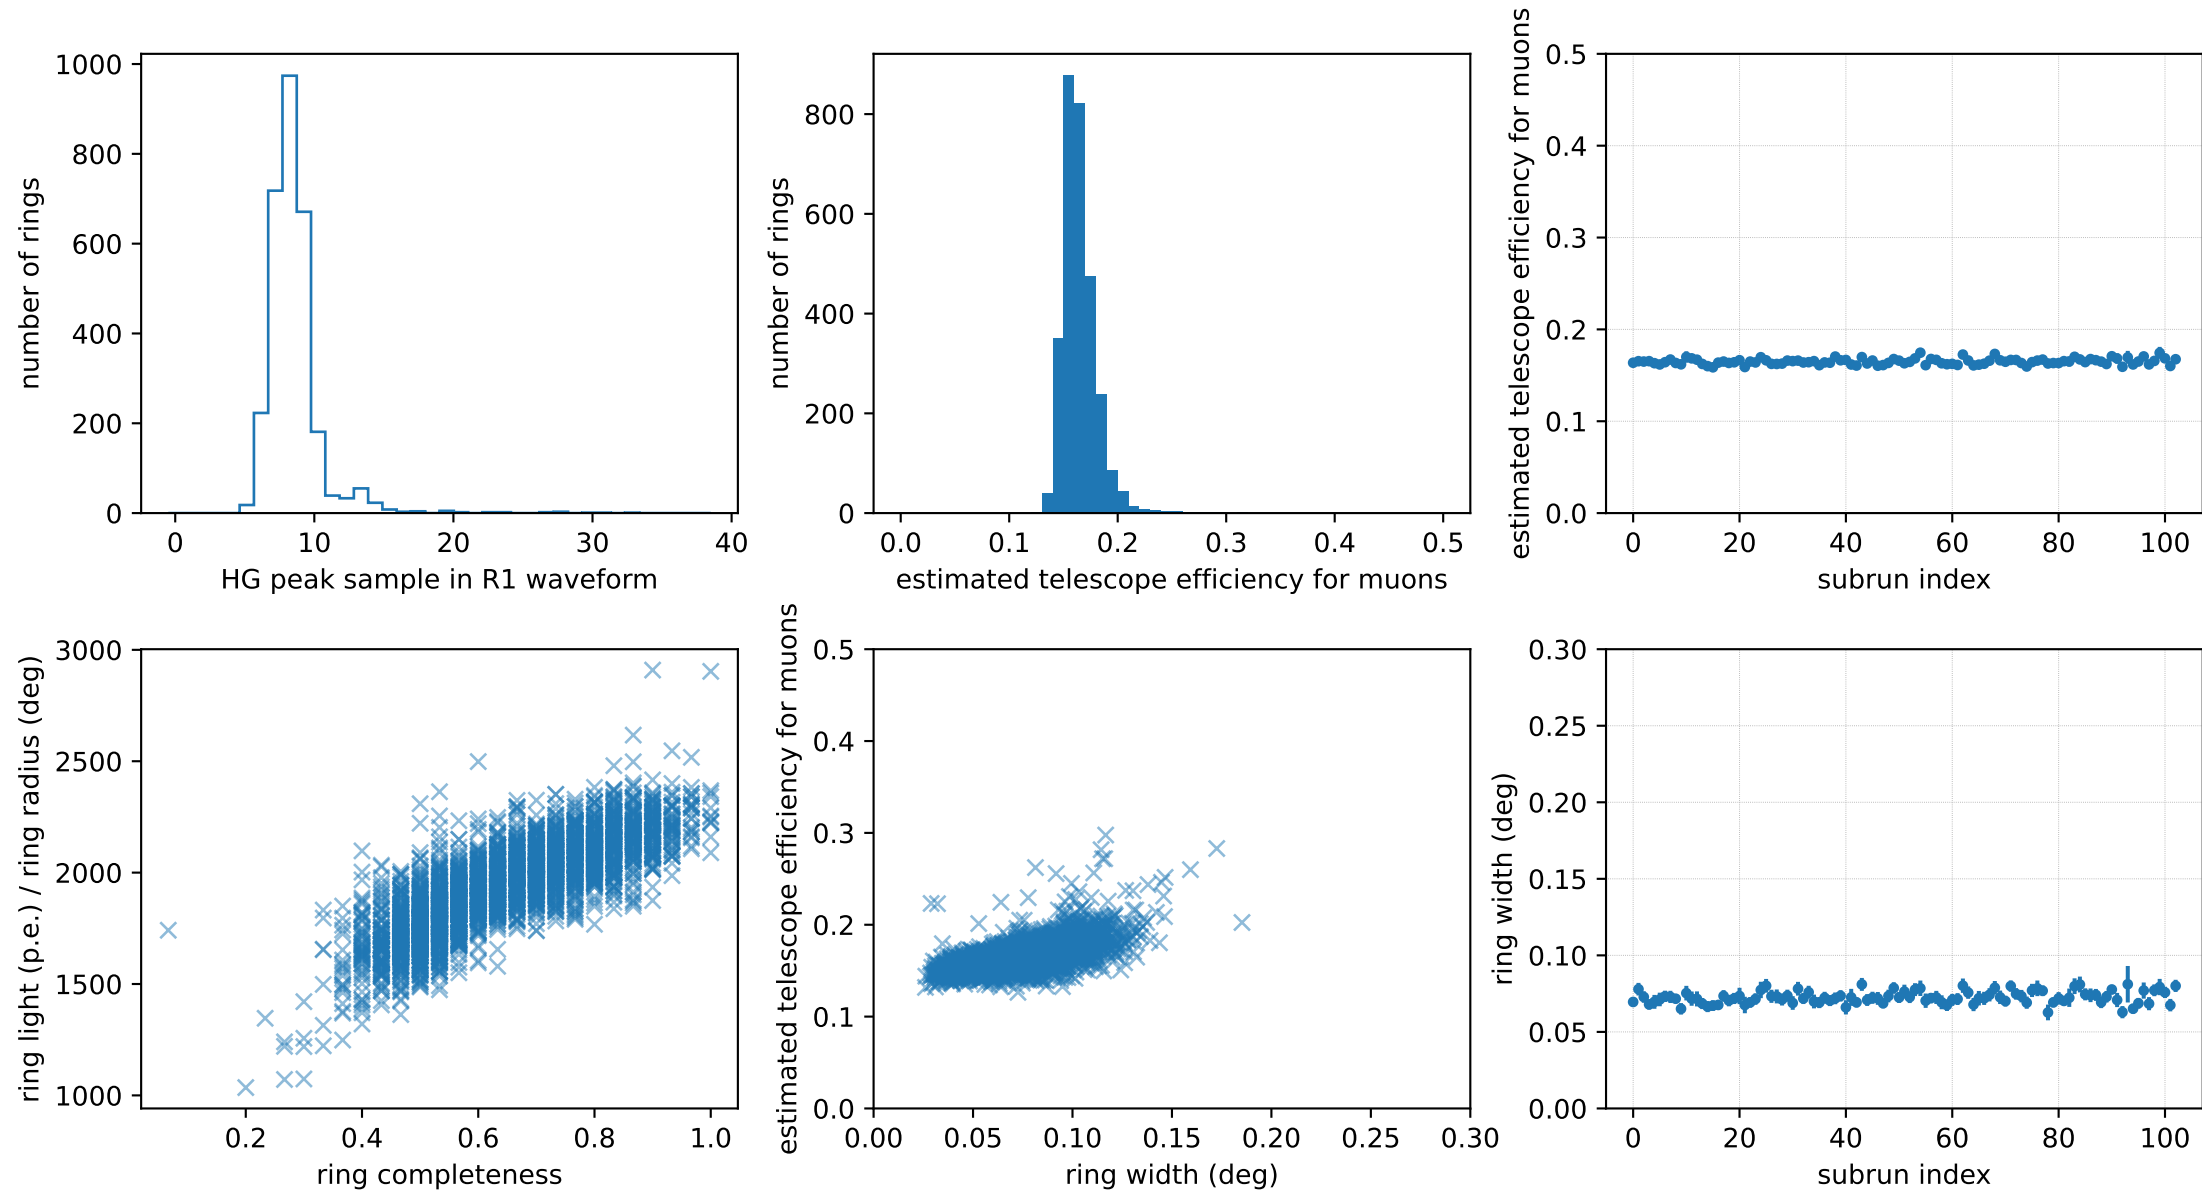 1000
800
600
400
200
0
number of rings
0 10 20 30 40
HG peak sample in R1 waveform
800
600
400
200
0
number of rings
0.0 0.1 0.2 0.3 0.4 0.5
estimated telescope efficiency for muons
0.5
0.4
0.3
0.2
0.1
0.0
estimated telescope efficiency for muons
0 20 40 60 80 100
subrun index
3000
2500
2000
1500
1000
ring light (p.e.) / ring radius (deg)
0.2 0.4 0.6 0.8 1.0
ring completeness
0.5
0.4
0.3
0.2
0.1
0.0
estimated telescope efficiency for muons
0.00 0.05 0.10 0.15 0.20 0.25 0.30
ring width (deg)
0.30
0.25
0.20
0.15
0.10
0.05
0.00
ring width (deg)
0 20 40 60 80 100
subrun index